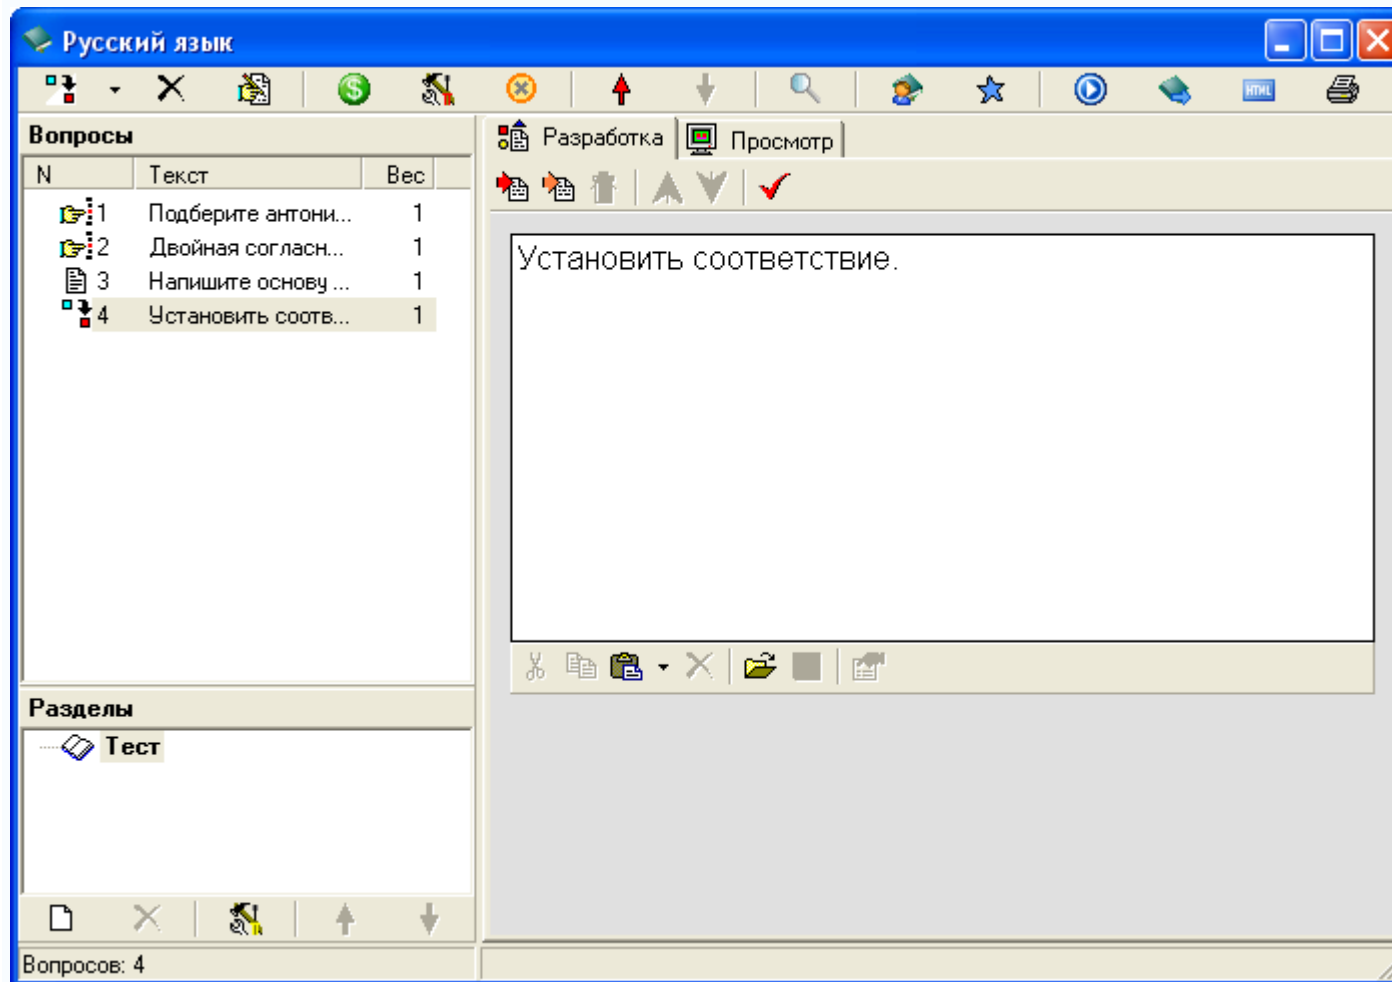 Русский язык
HTML
Вопросы
N Текст Вес
1 Подберите антони... 1
2 Двойная согласн... 1
3 Напишите основу ... 1
4 Установить соотв... 1
Разделы
Тест
Вопросов: 4
Разработка Просмотр
Установить соответствие.